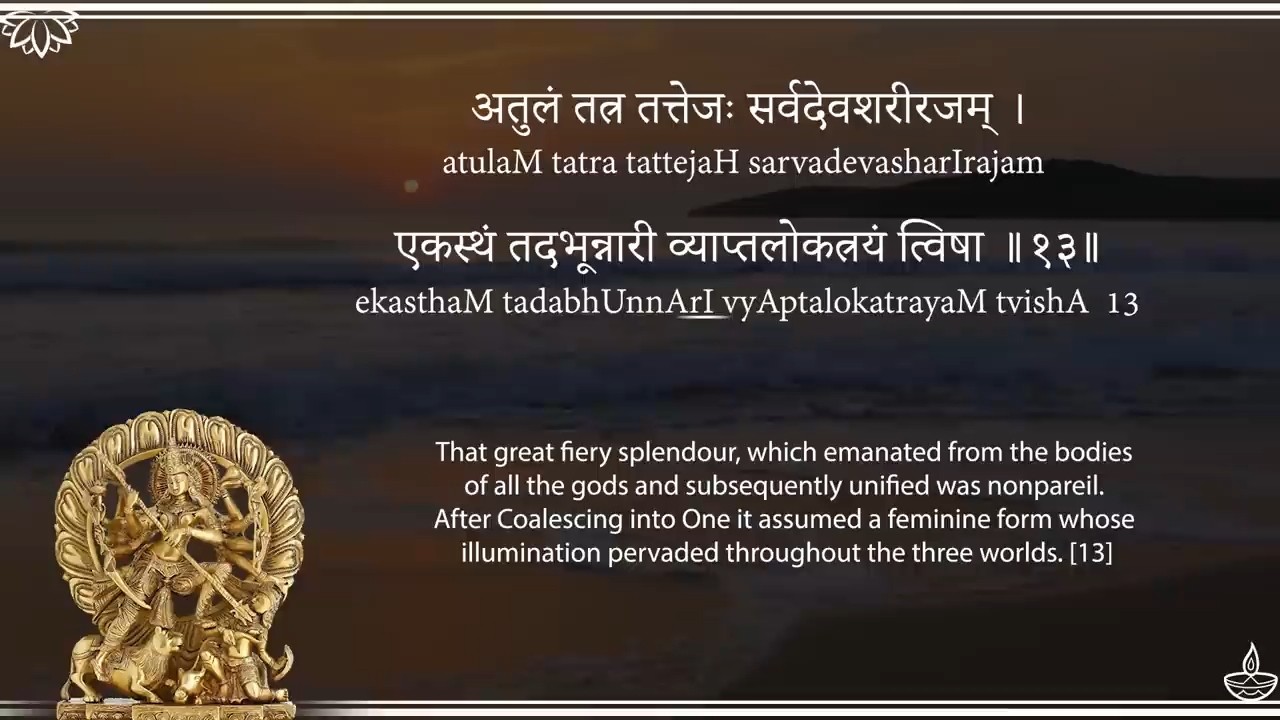 अतुलं तत्र तत्तेजः सर्वदेवशरीरजम् ।
atulaM tatra tattejaH sarvadevasharIrajam
एकस्थं तदभून्नारी व्याप्तलोकत्रयं त्विषा ॥१३॥
ekasthaM tadabhUnnArI vyAptalokatrayaM tvishA 13
That great fiery splendour, which emanated from the bodies
of all the gods and subsequently unified was nonpareil.
After Coalescing into One it assumed a feminine form whose
illumination pervaded throughout the three worlds. [13]